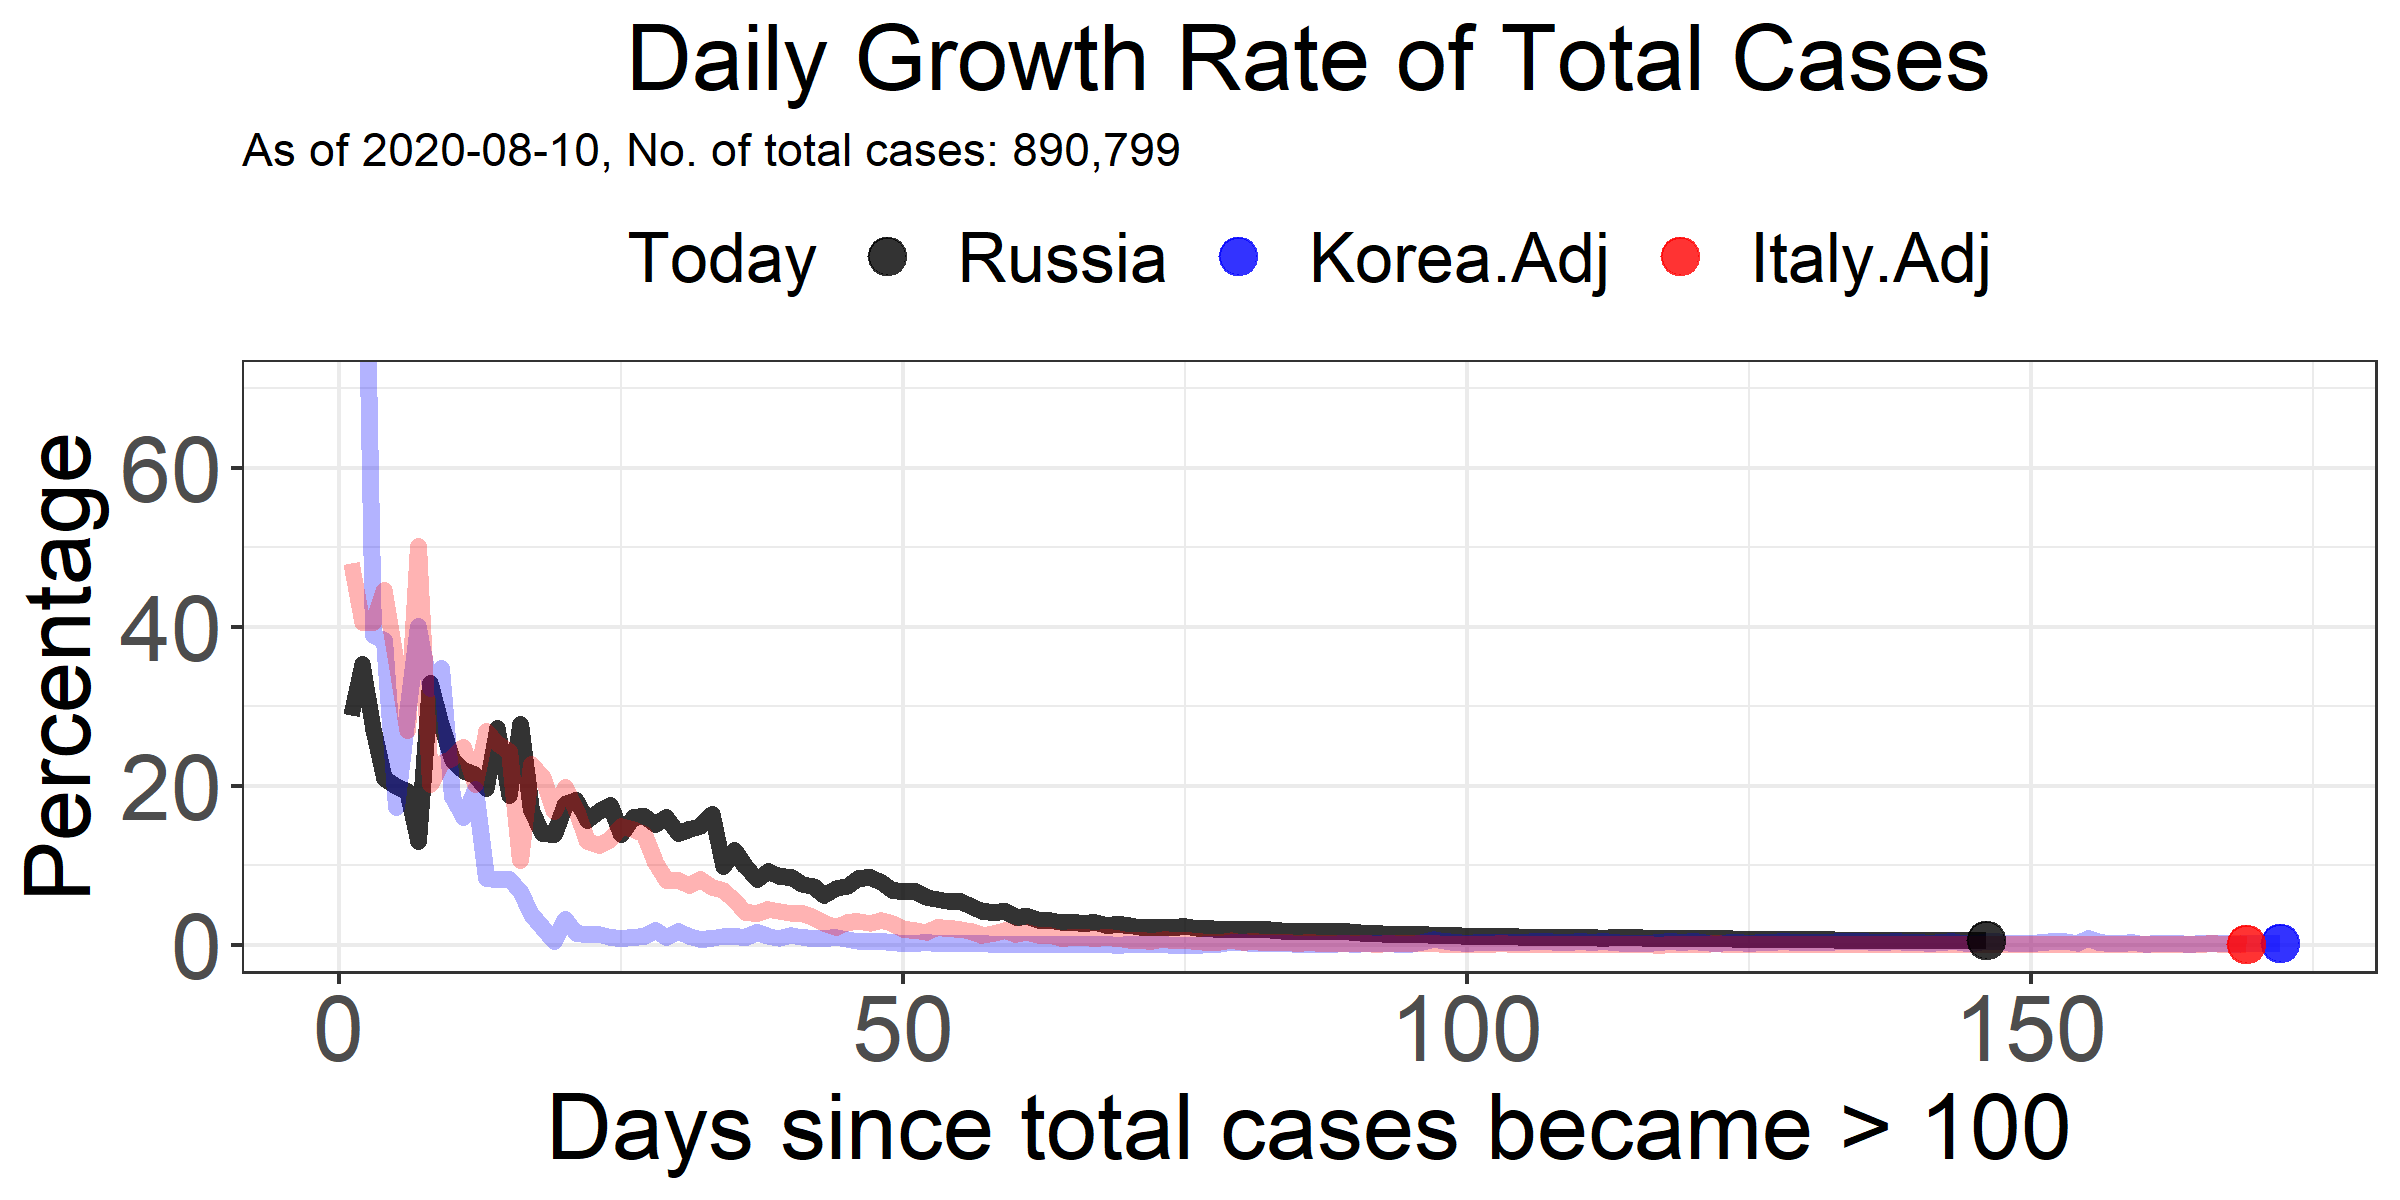 Daily Growth Rate of Total Cases
As of 2020-08-10, No. of total cases: 890,799
Today Russia Korea.Adj Italy.Adj
Percentage
60
40
20
0
0 50 100 150
Days since total cases became > 100